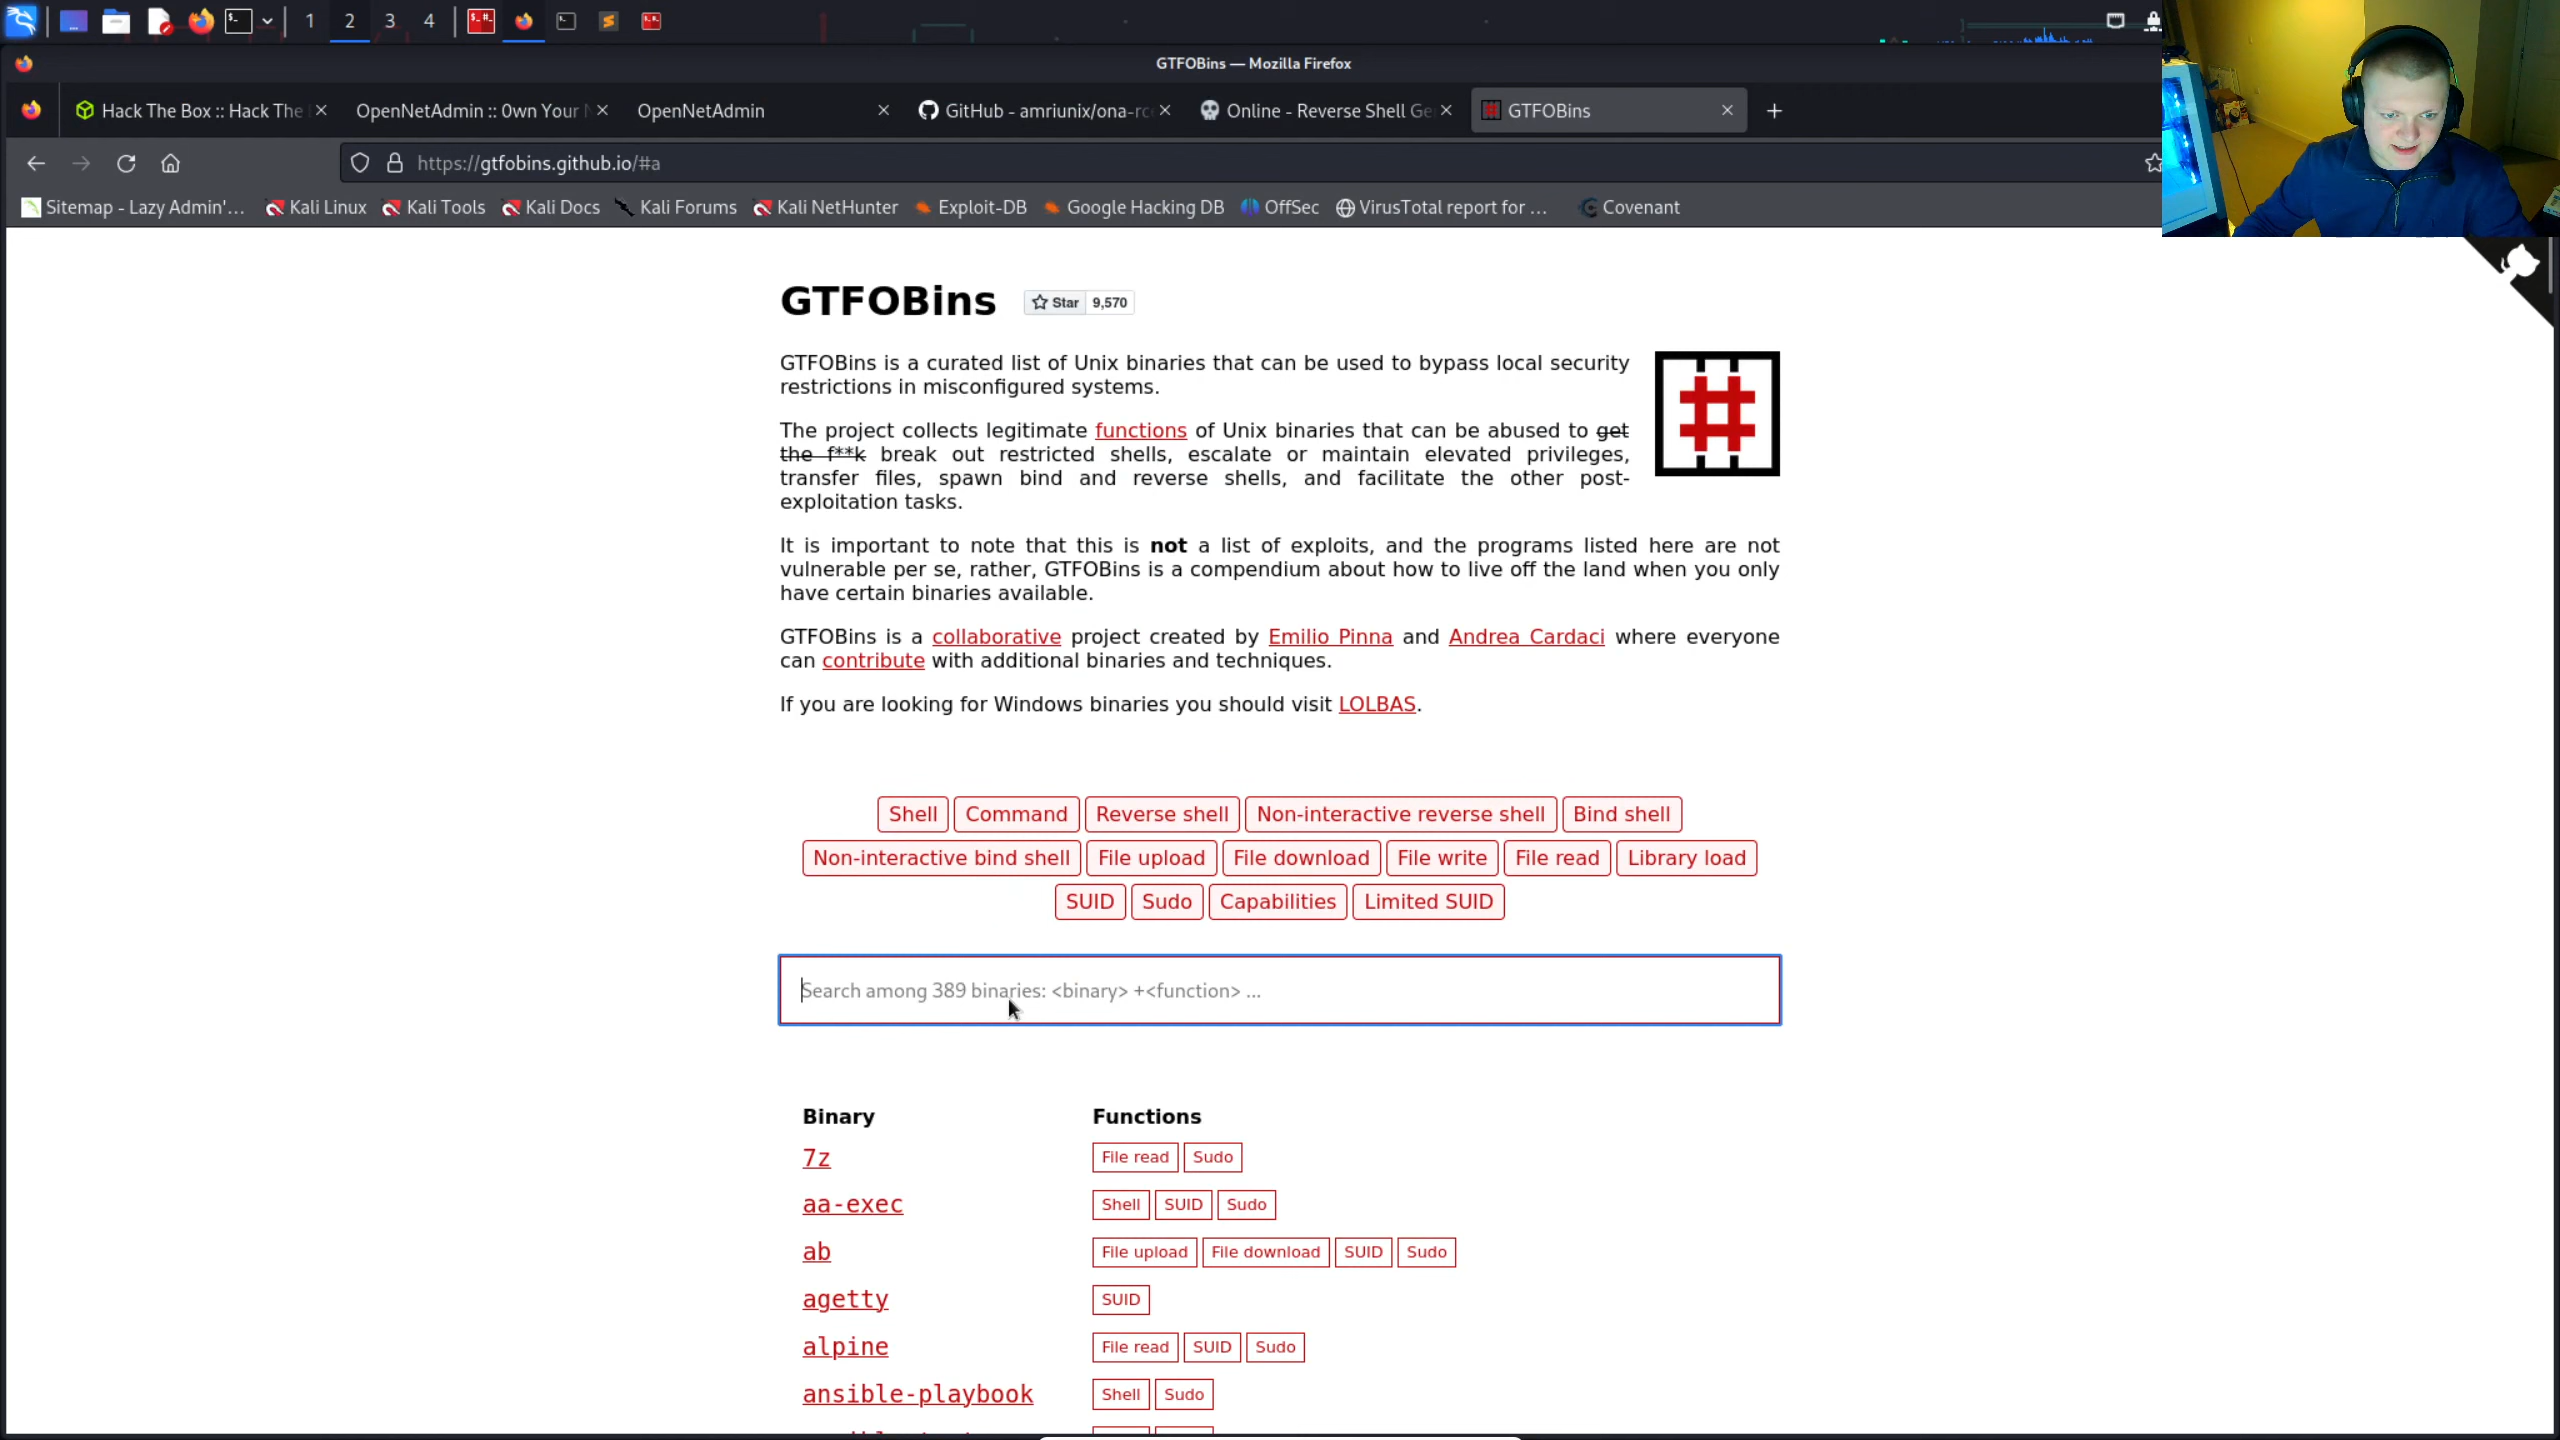 1 2 3 4
GTFOBins — Mozilla Firefox
Hack The Box :: Hack The
OpenNetAdmin :: 0wn Your N
OpenNetAdmin
GitHub - amriunix/ona-rc
Online - Reverse Shell Ge
GTFOBins
https://gtfobins.github.io/#a
Sitemap - Lazy Admin'...
Kali Linux
Kali Tools
Kali Docs
Kali Forums
Kali NetHunter
Exploit-DB
Google Hacking DB
OffSec
VirusTotal report for ...
Covenant
GTFOBins
Star 9,570
GTFOBins is a curated list of Unix binaries that can be used to bypass local security
restrictions in misconfigured systems.
The project collects legitimate functions of Unix binaries that can be abused to get
the f**k break out restricted shells, escalate or maintain elevated privileges,
transfer files, spawn bind and reverse shells, and facilitate the other post-
exploitation tasks.
It is important to note that this is not a list of exploits, and the programs listed here are not
vulnerable per se, rather, GTFOBins is a compendium about how to live off the land when you only
have certain binaries available.
GTFOBins is a collaborative project created by Emilio Pinna and Andrea Cardaci where everyone
can contribute with additional binaries and techniques.
If you are looking for Windows binaries you should visit LOLBAS.
Shell Command Reverse shell Non-interactive reverse shell Bind shell
Non-interactive bind shell File upload File download File write File read Library load
SUID Sudo Capabilities Limited SUID
Search among 389 binaries: <binary> +<function> ...
Binary Functions
7z File read Sudo
aa-exec Shell SUID Sudo
ab File upload File download SUID Sudo
agetty SUID
alpine File read SUID Sudo
ansible-playbook Shell Sudo